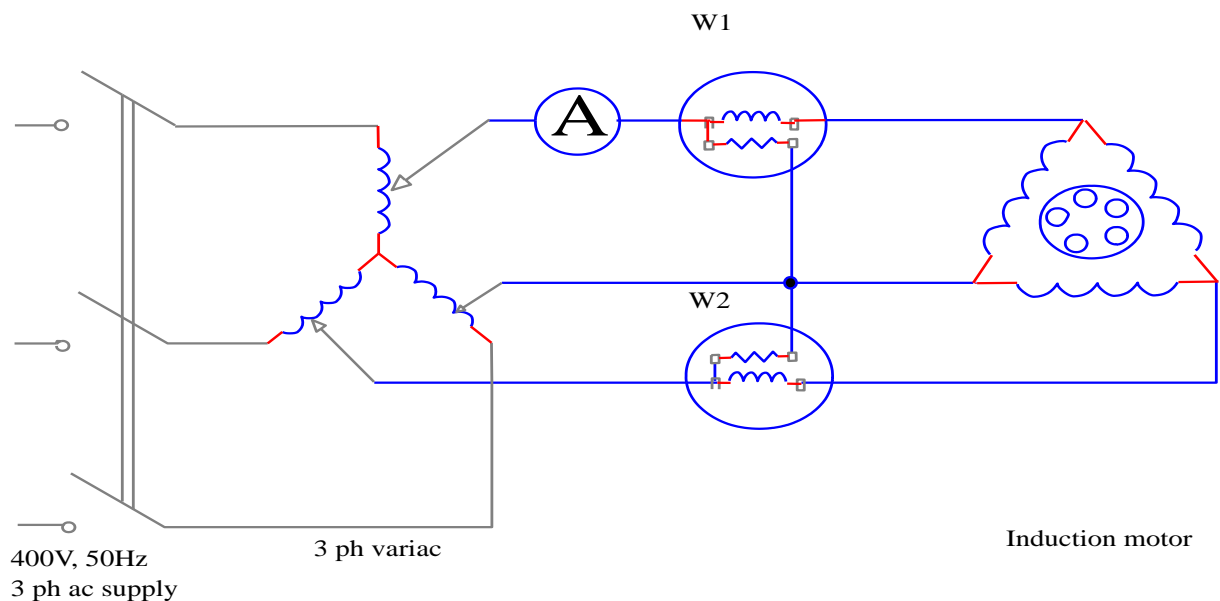 W1
A
W2
400V, 50Hz
3 ph ac supply
3 ph variac
Induction motor